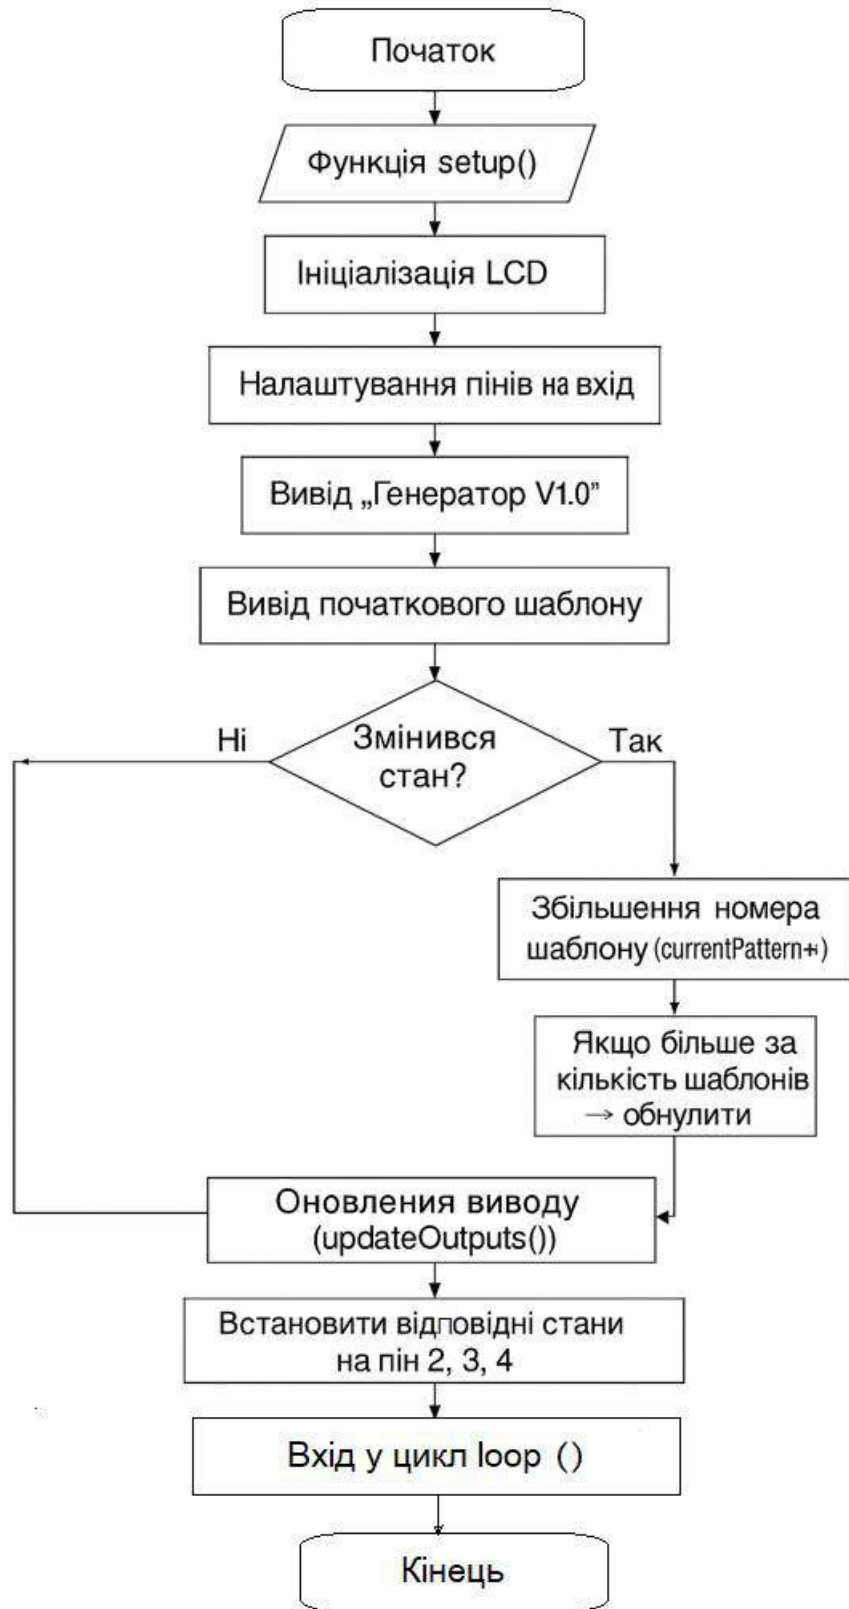 Початок
Функція setup()
Ініціалізація LCD
Налаштування пінів на вхід
Вивід „Генератор V1.0”
Вивід початкового шаблону
Ні
Змінився
стан?
Так
Збільшення номера
шаблону (currentPattern++)
Якщо більше за
кількість шаблонів
→ обнулити
Оновлення виводу
(updateOutputs())
Встановити відповідні стани
на пін 2, 3, 4
Вхід у цикл loop ()
Кінець